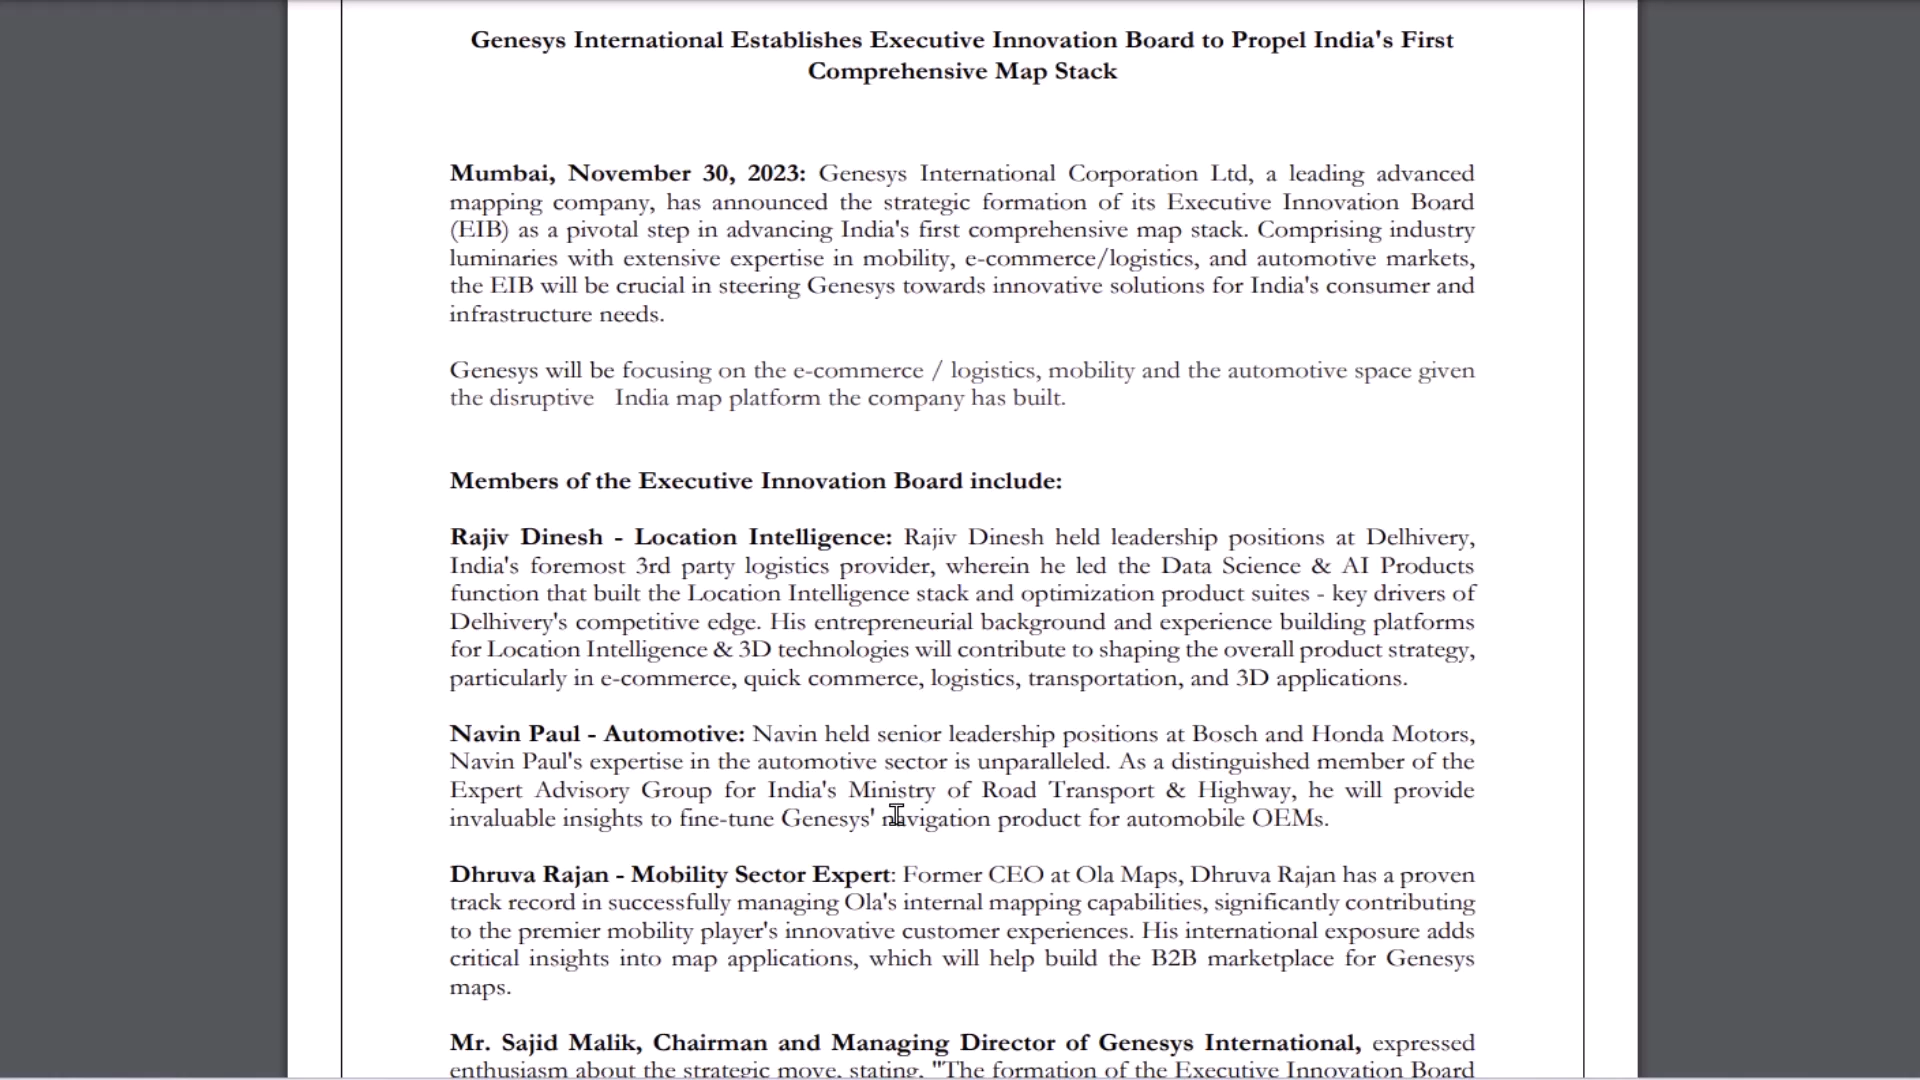 Genesys International Establishes Executive Innovation Board to Propel India's First
Comprehensive Map Stack
Mumbai, November 30, 2023: Genesys International Corporation Ltd, a leading advanced
mapping company, has announced the strategic formation of its Executive Innovation Board
(EIB) as a pivotal step in advancing India's first comprehensive map stack. Comprising industry
luminaries with extensive expertise in mobility, e-commerce/logistics, and automotive markets,
the EIB will be crucial in steering Genesys towards innovative solutions for India's consumer and
infrastructure needs.
Genesys will be focusing on the e-commerce / logistics, mobility and the automotive space given
the disruptive India map platform the company has built.
Members of the Executive Innovation Board include:
Rajiv Dinesh - Location Intelligence: Rajiv Dinesh held leadership positions at Delhivery,
India's foremost 3rd party logistics provider, wherein he led the Data Science & AI Products
function that built the Location Intelligence stack and optimization product suites - key drivers of
Delhivery's competitive edge. His entrepreneurial background and experience building platforms
for Location Intelligence & 3D technologies will contribute to shaping the overall product strategy,
particularly in e-commerce, quick commerce, logistics, transportation, and 3D applications.
Navin Paul - Automotive: Navin held senior leadership positions at Bosch and Honda Motors,
Navin Paul's expertise in the automotive sector is unparalleled. As a distinguished member of the
Expert Advisory Group for India's Ministry of Road Transport & Highway, he will provide
invaluable insights to fine-tune Genesys' navigation product for automobile OEMs.
Dhruva Rajan - Mobility Sector Expert: Former CEO at Ola Maps, Dhruva Rajan has a proven
track record in successfully managing Ola's internal mapping capabilities, significantly contributing
to the premier mobility player's innovative customer experiences. His international exposure adds
critical insights into map applications, which will help build the B2B marketplace for Genesys
maps.
Mr. Sajid Malik, Chairman and Managing Director of Genesys International, expressed
enthusiasm about the strategic move, stating, "The formation of the Executive Innovation Board